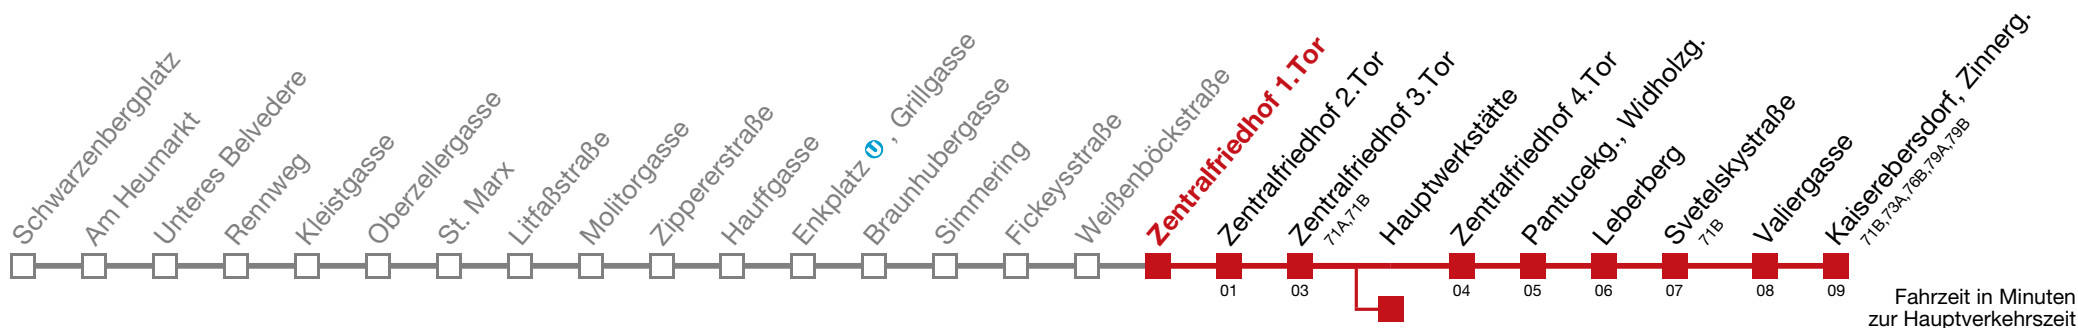 Schwarzenbergplatz
Am Heumarkt
Unteres Belvedere
Rennweg
Kleistgasse
Oberzellergasse
St. Marx
Litfaßstraße
Molitorgasse
Zippererstraße
Hauffgasse
Enkplatz U , Grillgasse
Braunhubergasse
Simmering
Fickeysstraße
Weißenböckstraße
Zentralfriedhof 1.Tor
Zentralfriedhof 2.Tor
Zentralfriedhof 3.Tor
71A,71B
Hauptwerkstätte
Zentralfriedhof 4.Tor
Pantucekg., Widholzg.
Leberberg
Svetelskystraße
71B
Valiergasse
Kaiserebersdorf, Zinnerg.
71B,73A,76B,79A,79B
01 03 04 05 06 07 08 09
Fahrzeit in Minuten
zur Hauptverkehrszeit